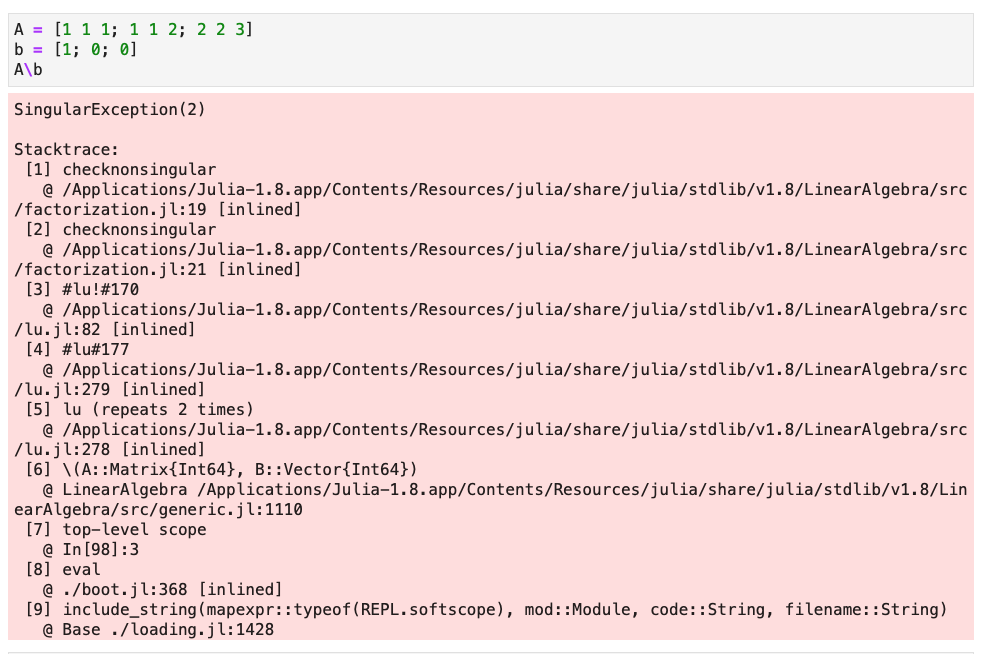 A = [1 1 1; 1 1 2; 2 2 3]
b = [1; 0; 0]
A\b
SingularException(2)
Stacktrace:
 [1] checknonsingular
   @ /Applications/Julia-1.8.app/Contents/Resources/julia/share/julia/stdlib/v1.8/LinearAlgebra/src
/factorization.jl:19 [inlined]
 [2] checknonsingular
   @ /Applications/Julia-1.8.app/Contents/Resources/julia/share/julia/stdlib/v1.8/LinearAlgebra/src
/factorization.jl:21 [inlined]
 [3] #lu!#170
   @ /Applications/Julia-1.8.app/Contents/Resources/julia/share/julia/stdlib/v1.8/LinearAlgebra/src
/lu.jl:82 [inlined]
 [4] #lu#177
   @ /Applications/Julia-1.8.app/Contents/Resources/julia/share/julia/stdlib/v1.8/LinearAlgebra/src
/lu.jl:279 [inlined]
 [5] lu (repeats 2 times)
   @ /Applications/Julia-1.8.app/Contents/Resources/julia/share/julia/stdlib/v1.8/LinearAlgebra/src
/lu.jl:278 [inlined]
 [6] \(A::Matrix{Int64}, B::Vector{Int64})
   @ LinearAlgebra /Applications/Julia-1.8.app/Contents/Resources/julia/share/julia/stdlib/v1.8/Lin
earAlgebra/src/generic.jl:1110
 [7] top-level scope
   @ In[98]:3
 [8] eval
   @ ./boot.jl:368 [inlined]
 [9] include_string(mapexpr::typeof(REPL.softscope), mod::Module, code::String, filename::String)
   @ Base ./loading.jl:1428